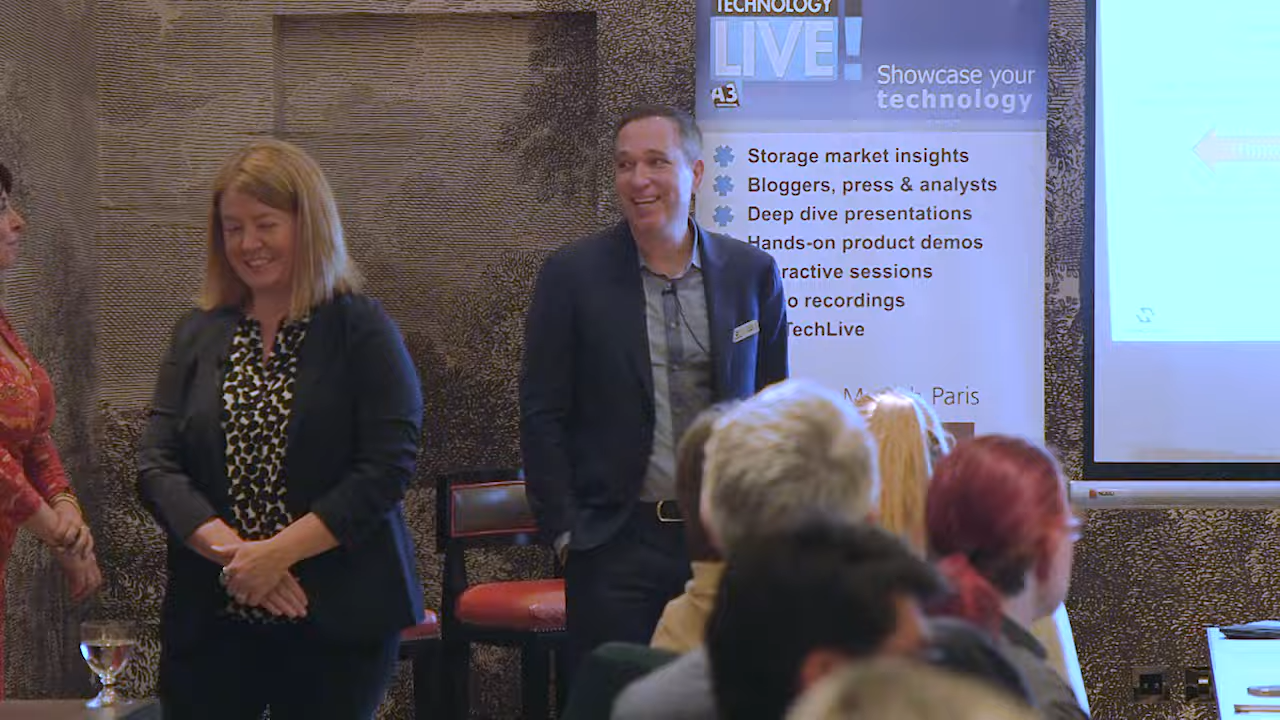 TECHNOLOGY
LIVE!
A3
Showcase your
technology
Storage market insights
Bloggers, press & analysts
Deep dive presentations
Hands-on product demos
ractive sessions
o recordings
TechLive
Paris